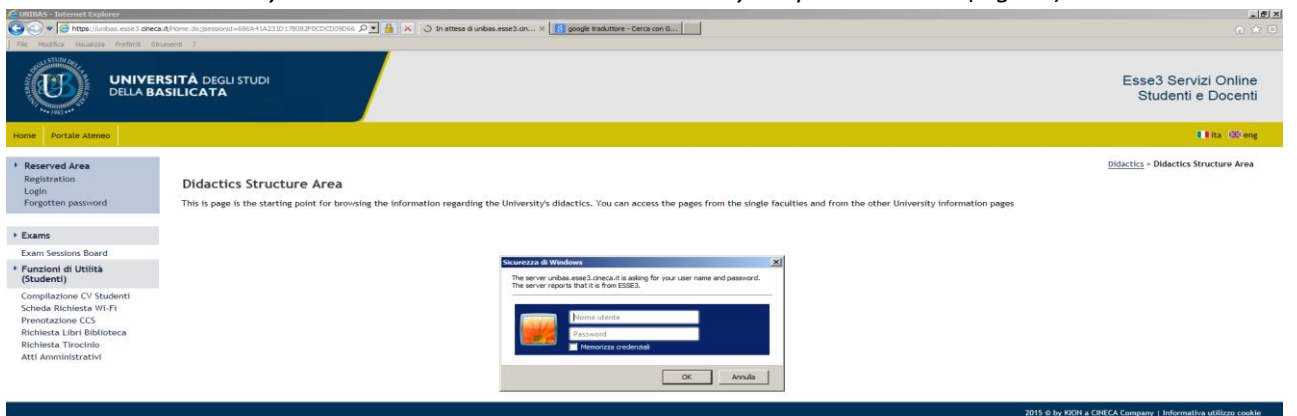 UNIBAS - Internet Explorer
In attesa di unibas.esse3.cin...
google traduttore - Cerca con G...
File Modifica Visualizza Preferiti Strumenti ?
UNIVERSITÀ DEGLI STUDI
DELLA BASILICATA
Esse3 Servizi Online
Studenti e Docenti
Home Portale Ateneo
ita eng
Reserved Area
Registration
Login
Forgotten password
Didactics » Didactics Structure Area
Didactics Structure Area
This is page is the starting point for browsing the information regarding the University's didactics. You can access the pages from the single faculties and from the other University information pages
Exams
Exam Sessions Board
Funzioni di Utilità
(Studenti)
Compilazione CV Studenti
Scheda Richiesta Wi-Fi
Prenotazione CCS
Richiesta Libri Biblioteca
Richiesta Tirocinio
Atti Amministrativi
Sicurezza di Windows
The server unibas.esse3.cineca.it is asking for your user name and password.
The server reports that it is from ESSE3.
Nome utente
Password
Memorizza credenziali
OK Annulla
2015 © by KION a CINECA Company | Informativa utilizzo cookie